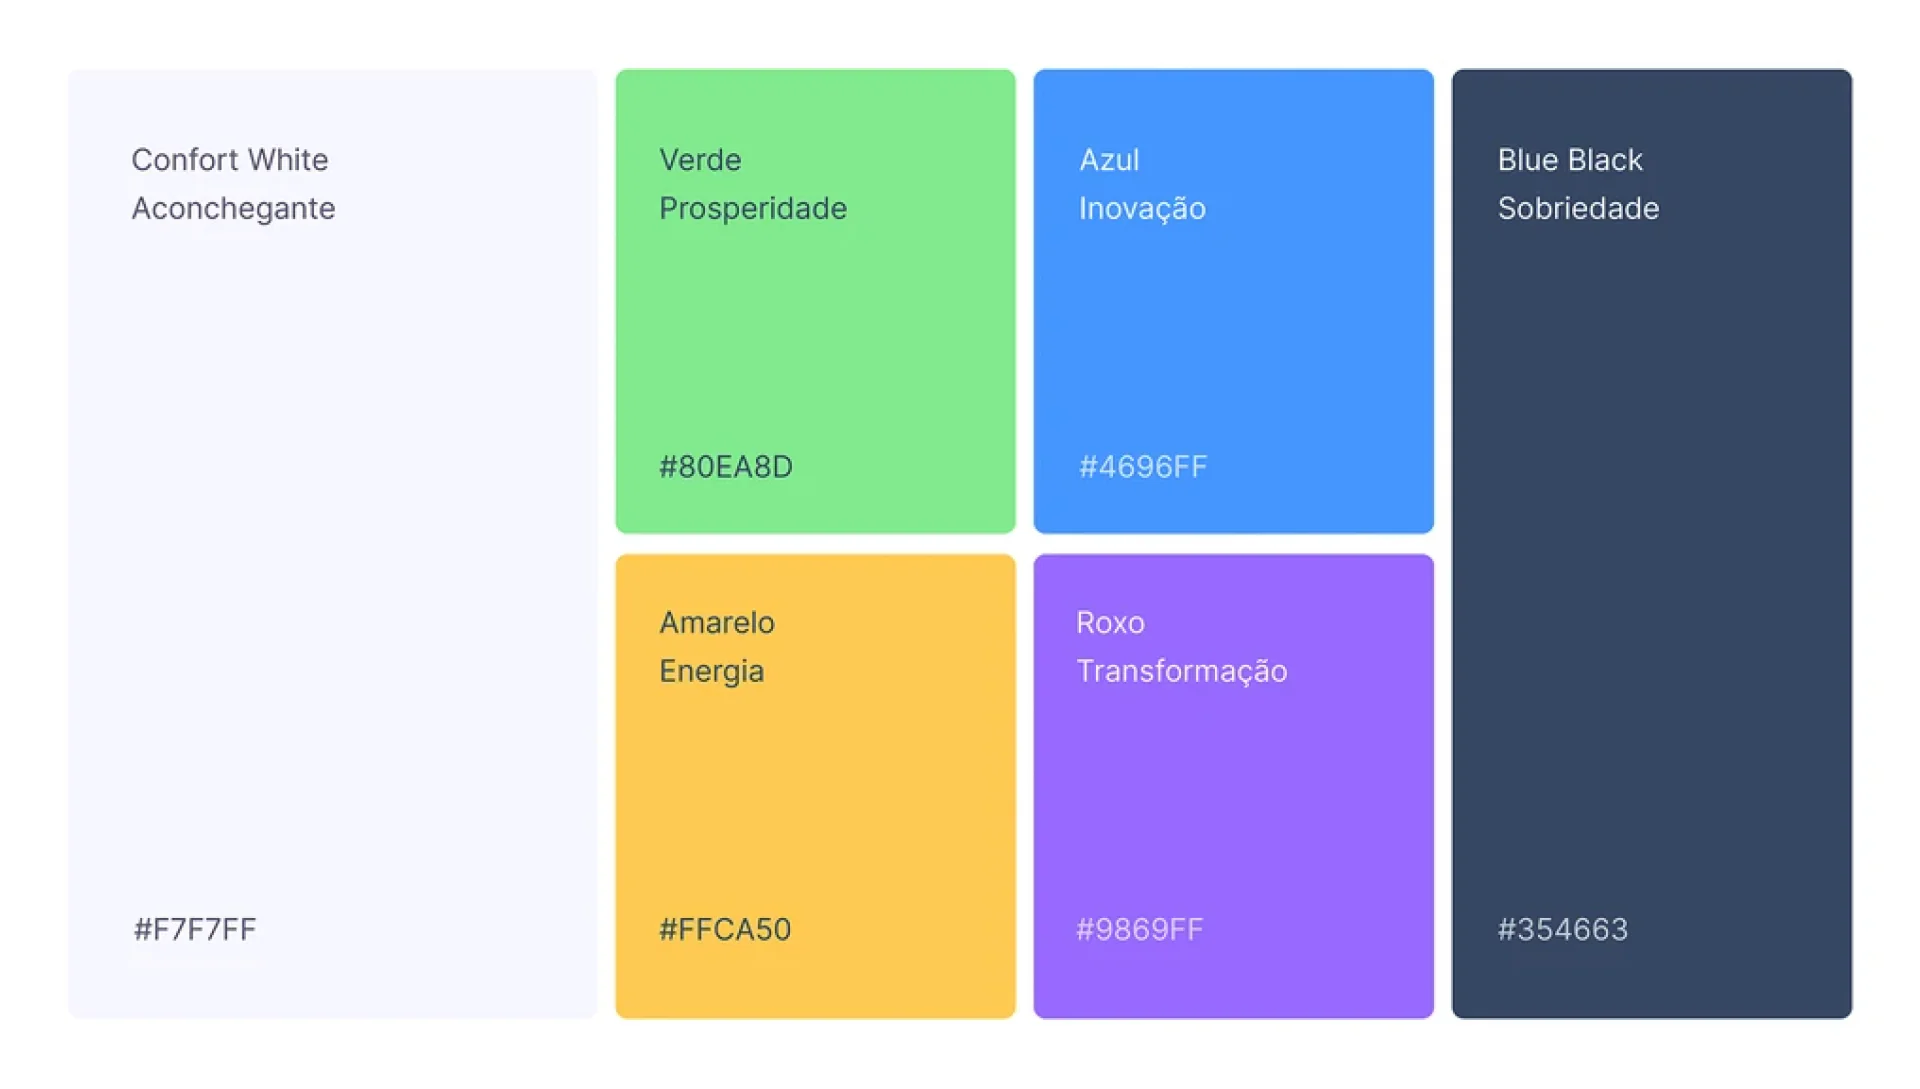 Confort White
Aconchegante
#F7F7FF
Verde
Prosperidade
#80EA8D
Azul
Inovação
#4696FF
Amarelo
Energia
#FFCA50
Roxo
Transformação
#9869FF
Blue Black
Sobriedade
#354663